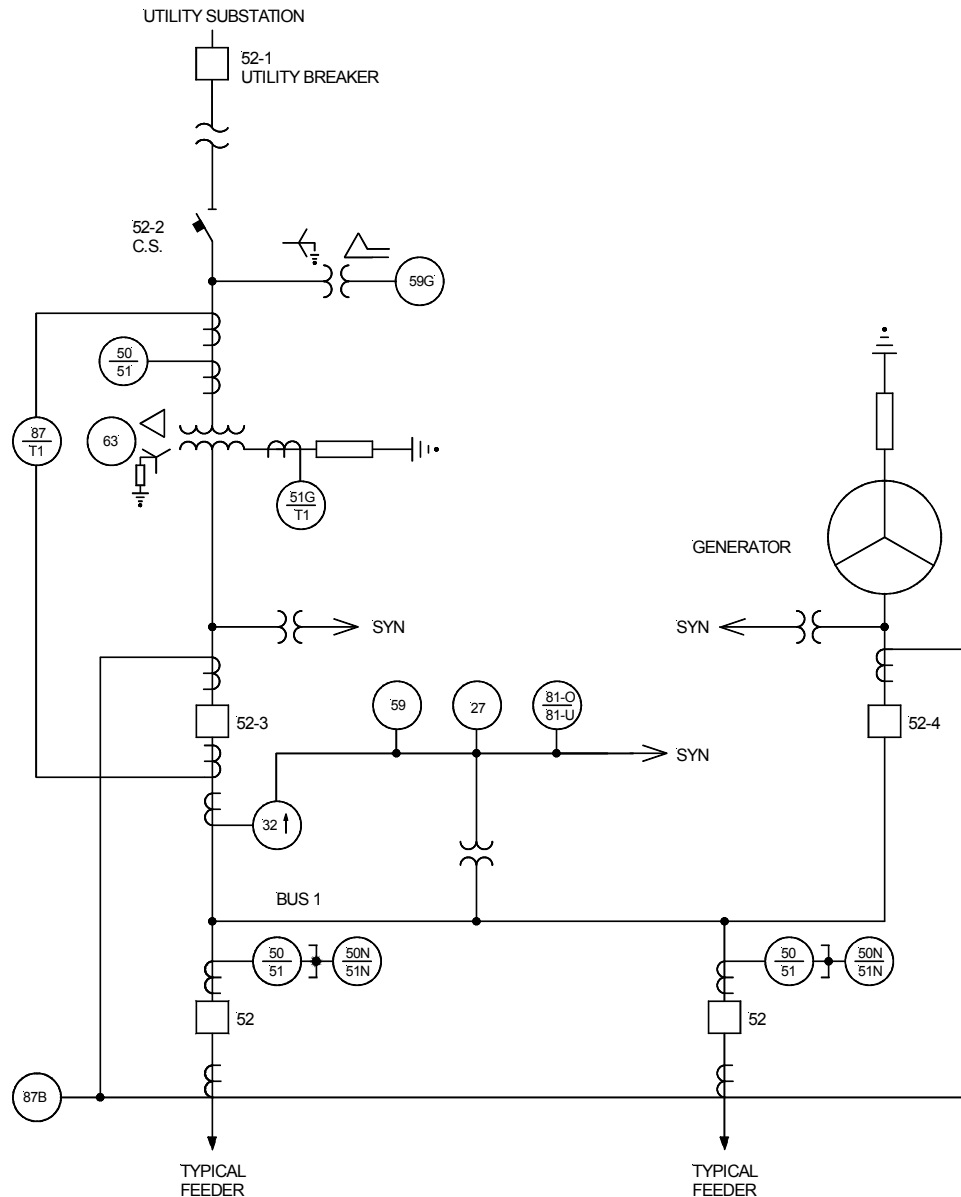 UTILITY SUBSTATION
52-1
UTILITY BREAKER
52-2
C.S.
59G
50
51
87
T1
63
51G
T1
GENERATOR
SYN
SYN
59
27
81-O
81-U
52-3
52-4
SYN
32
BUS 1
50
51
50N
51N
50
51
50N
51N
52
52
87B
TYPICAL
FEEDER
TYPICAL
FEEDER